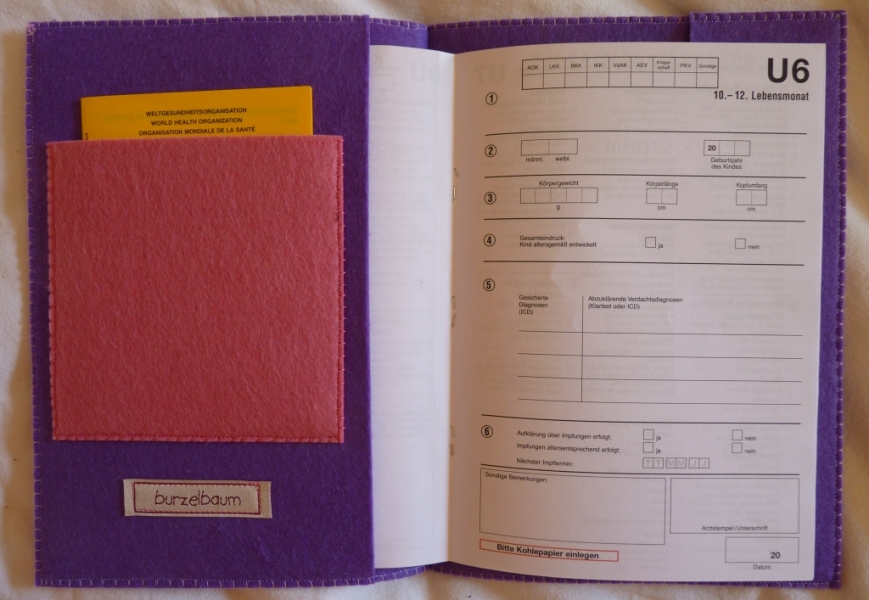 WELTGESUNDHEITSORGANISATION
WORLD HEALTH ORGANIZATION
ORGANISATION MONDIALE DE LA SANTÉ
burzelbaum
AOK LKK BKK IKK VdAK AEV Knapp-
schaft PKV Sonstige
U6
10.– 12. Lebensmonat
1
2
männl. weibl.
20
Geburtsjahr
des Kindes
3
Körpergewicht
g
Körperlänge
cm
Kopfumfang
cm
4
Gesamteindruck:
Kind altersgemäß entwickelt
ja
nein
5
Gesicherte
Diagnosen
(ICD)
Abzuklärende Verdachtsdiagnosen
(Klartext oder ICD)
6
Aufklärung über Impfungen erfolgt:
ja
nein
Impfungen altersentsprechend erfolgt:
ja
nein
Nächster Impftermin:
T T M M J J
Sonstige Bemerkungen:
Arztstempel/Unterschrift
Bitte Kohlepapier einlegen
20
Datum